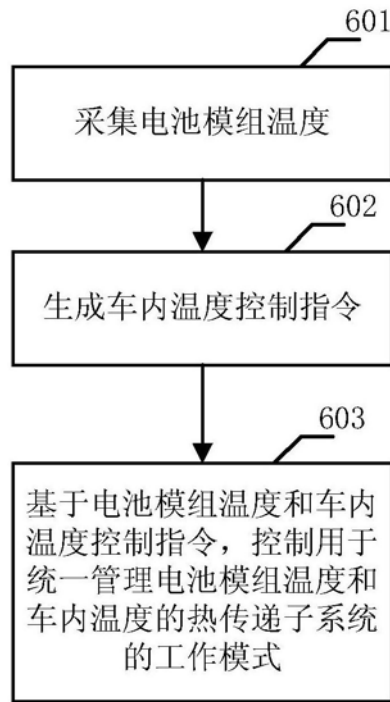 601
采集电池模组温度
602
生成车内温度控制指令
603
基于电池模组温度和车内
温度控制指令，控制用于
统一管理电池模组温度和
车内温度的热传递子系统
的工作模式